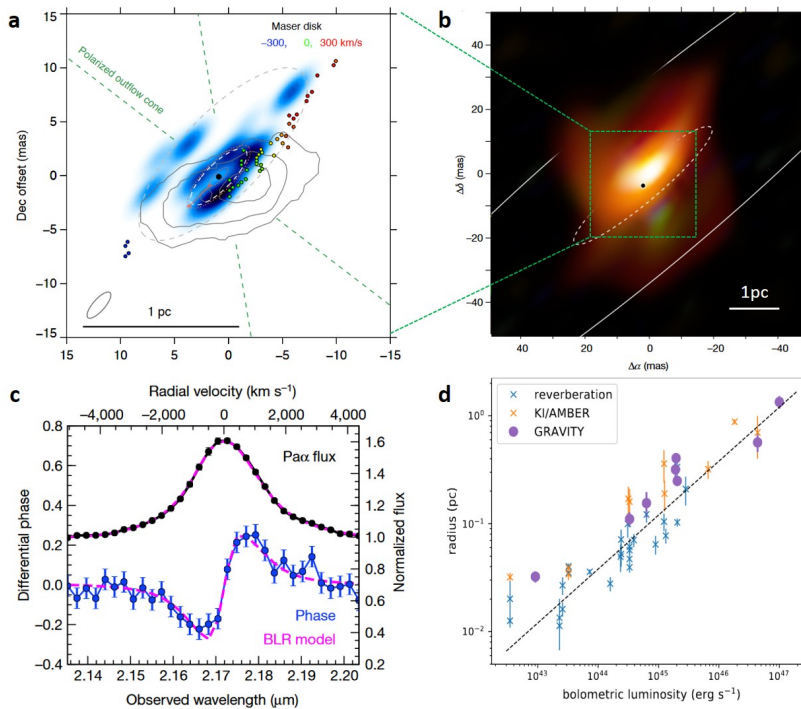 a
Maser disk
−300, 0, 300 km/s
Polarized outflow cone
Dec offset (mas)
15
10
5
0
−5
−10
−15
1 pc
15 10 5 0 −5 −10 −15
b
Δδ (mas)
40
20
0
−20
−40
1pc
40 20 0 −20 −40
Δα (mas)
c
Radial velocity (km s⁻¹)
−4,000 −2,000 0 2,000 4,000
Differential phase
0.8
0.6
0.4
0.2
0.0
−0.2
−0.4
Paα flux
Phase
BLR model
1.6
1.4
1.2
1.0
0.8
0.6
0.4
0.2
Normalized flux
2.14 2.15 2.16 2.17 2.18 2.19 2.20
Observed wavelength (μm)
d
reverberation
KI/AMBER
GRAVITY
radius (pc)
10⁰
10⁻¹
10⁻²
10⁴³ 10⁴⁴ 10⁴⁵ 10⁴⁶ 10⁴⁷
bolometric luminosity (erg s⁻¹)